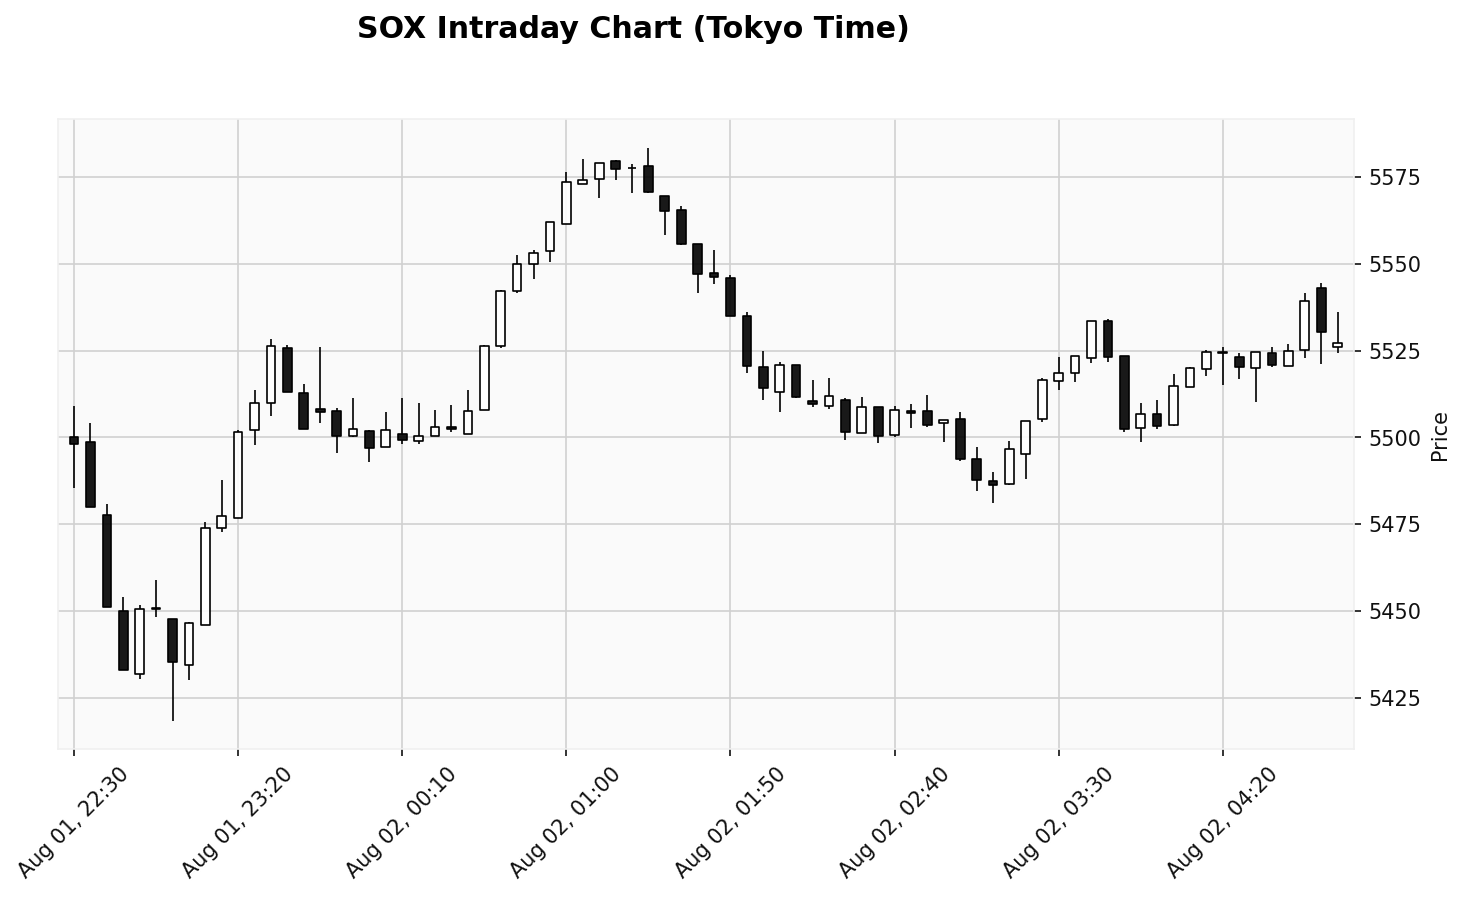 SOX Intraday Chart (Tokyo Time)
5575
5550
5525
5500
5475
5450
5425
Price
Aug 01, 22:30
Aug 01, 23:20
Aug 02, 00:10
Aug 02, 01:00
Aug 02, 01:50
Aug 02, 02:40
Aug 02, 03:30
Aug 02, 04:20